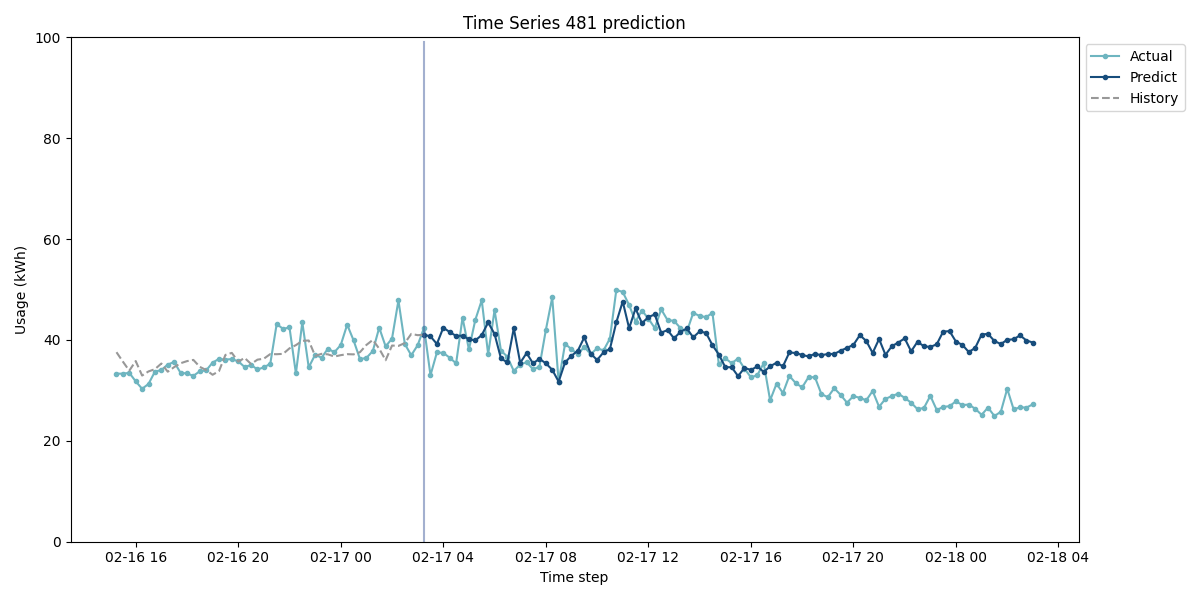 Time Series 481 prediction
100
80
60
40
20
0
Usage (kWh)
02-16 16
02-16 20
02-17 00
02-17 04
02-17 08
02-17 12
02-17 16
02-17 20
02-18 00
02-18 04
Time step
Actual
Predict
History